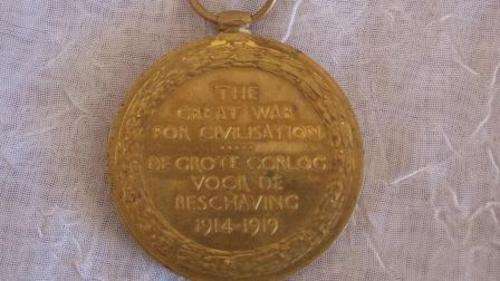 THE
GREAT WAR
FOR CIVILISATION
DE GROTE OORLOG
VOOR DE
BESCHAVING
1914-1919